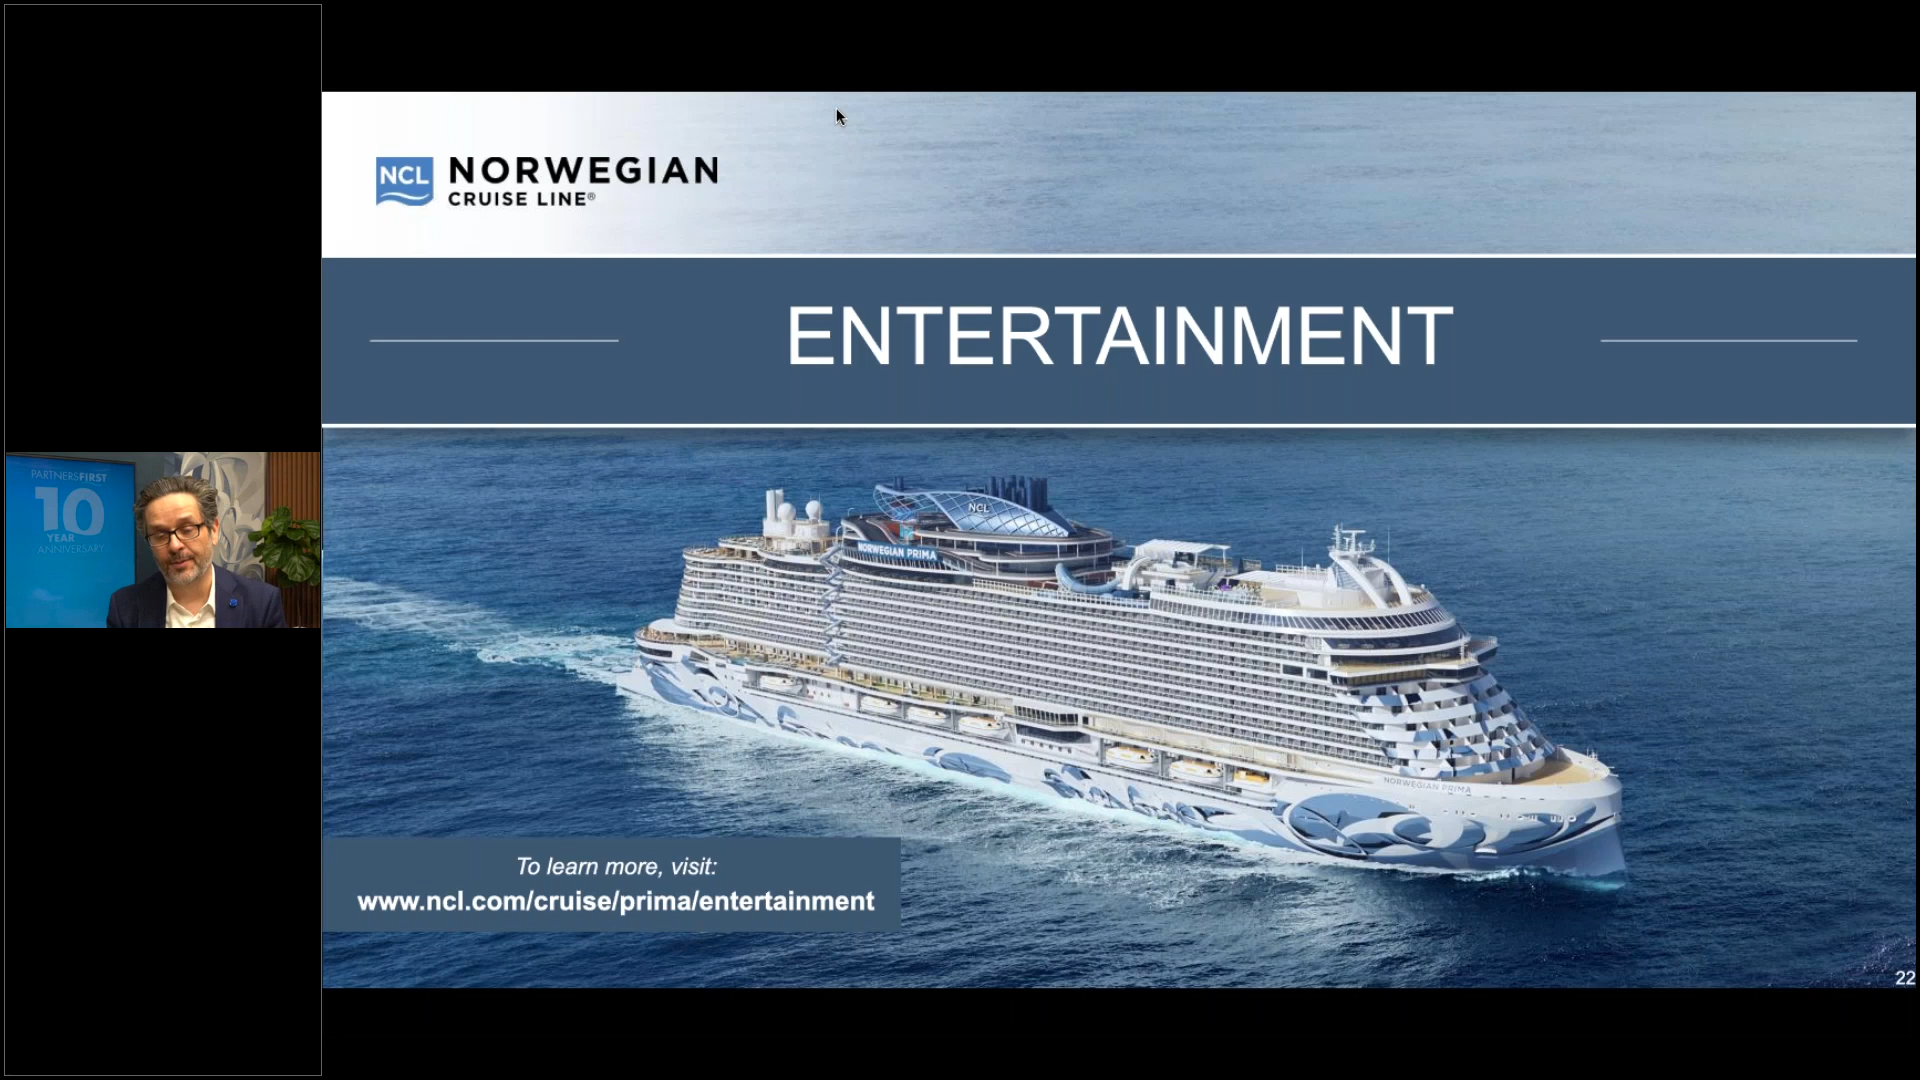 PARTNERSFIRST
10
YEAR
ANNIVERSARY
NCL NORWEGIAN
CRUISE LINE®
ENTERTAINMENT
NCL
NORWEGIAN PRIMA
NORWEGIAN PRIMA
To learn more, visit:
www.ncl.com/cruise/prima/entertainment
22